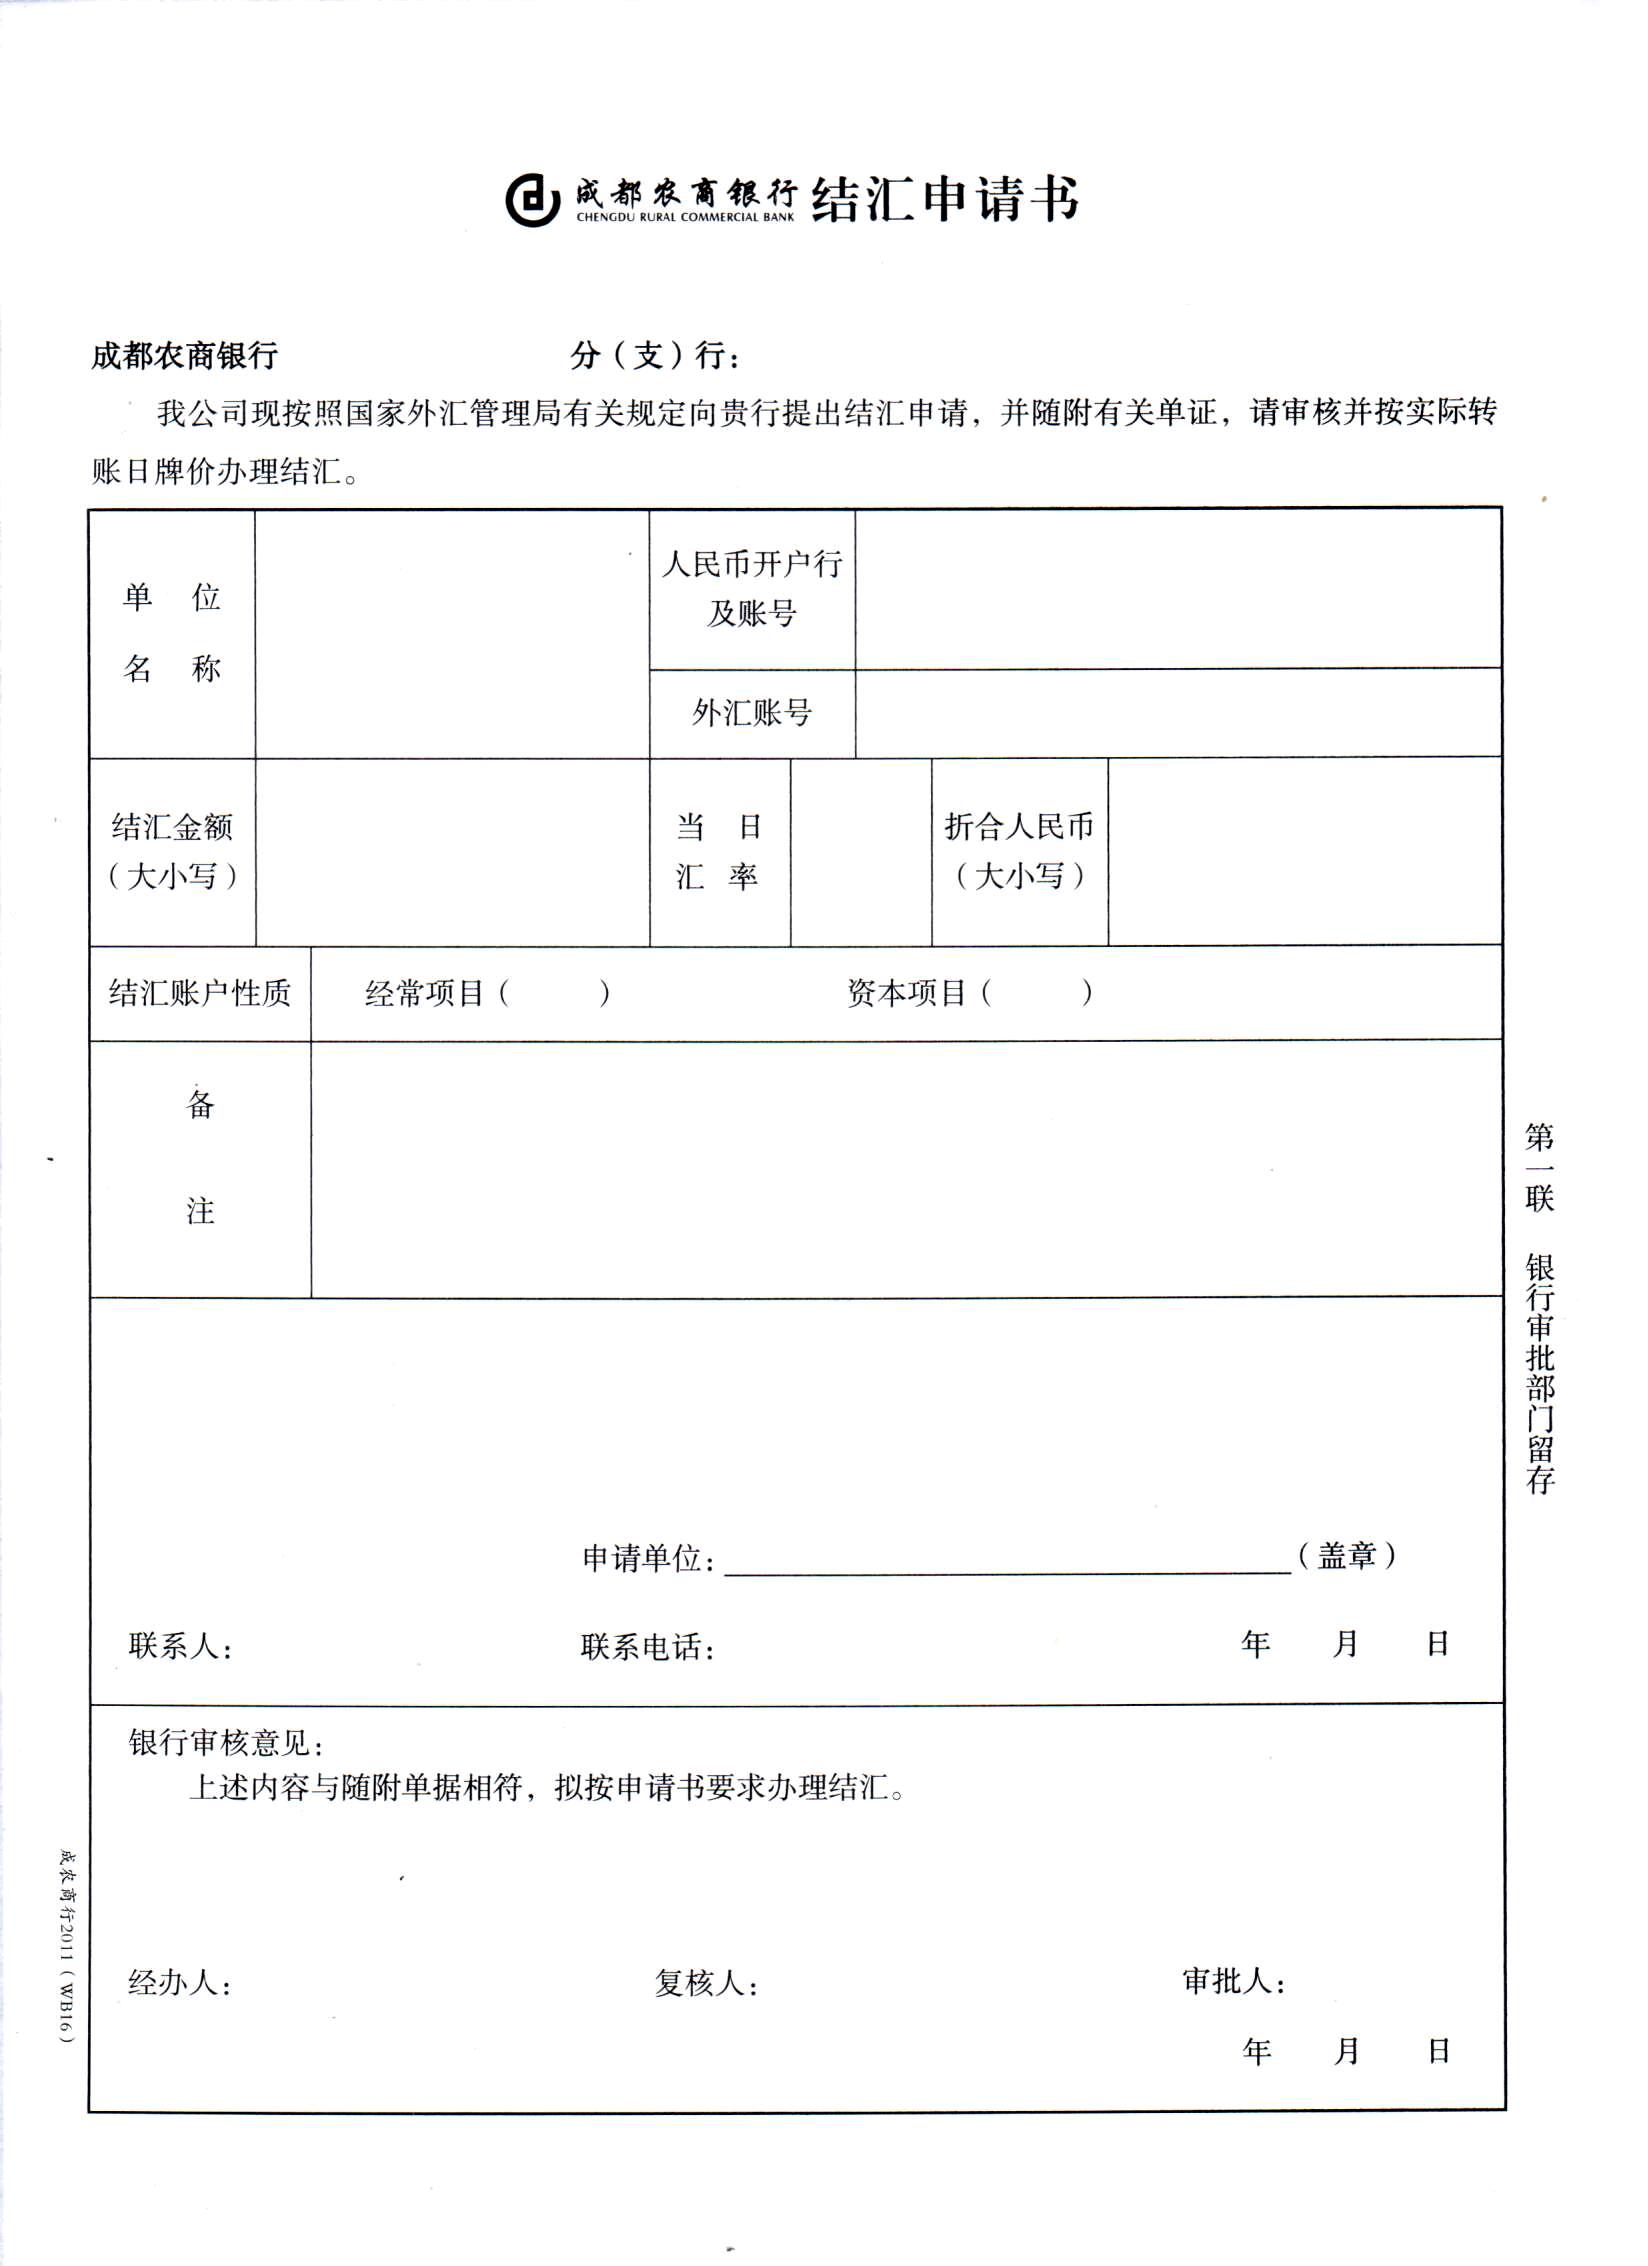 成都农商银行 结汇申请书
CHENGDU RURAL COMMERCIAL BANK
成都农商银行 分（支）行：
我公司现按照国家外汇管理局有关规定向贵行提出结汇申请，并随附有关单证，请审核并按实际转
账日牌价办理结汇。
单 位
名 称
人民币开户行
及账号
外汇账号
结汇金额
（大小写）
当 日
汇 率
折合人民币
（大小写）
结汇账户性质
经常项目（ ） 资本项目（ ）
备
注
申请单位： （盖章）
联系人： 联系电话： 年 月 日
银行审核意见：
上述内容与随附单据相符，拟按申请书要求办理结汇。
经办人： 复核人： 审批人：
年 月 日
第一联 银行审批部门留存
成农商行2011（WB16）